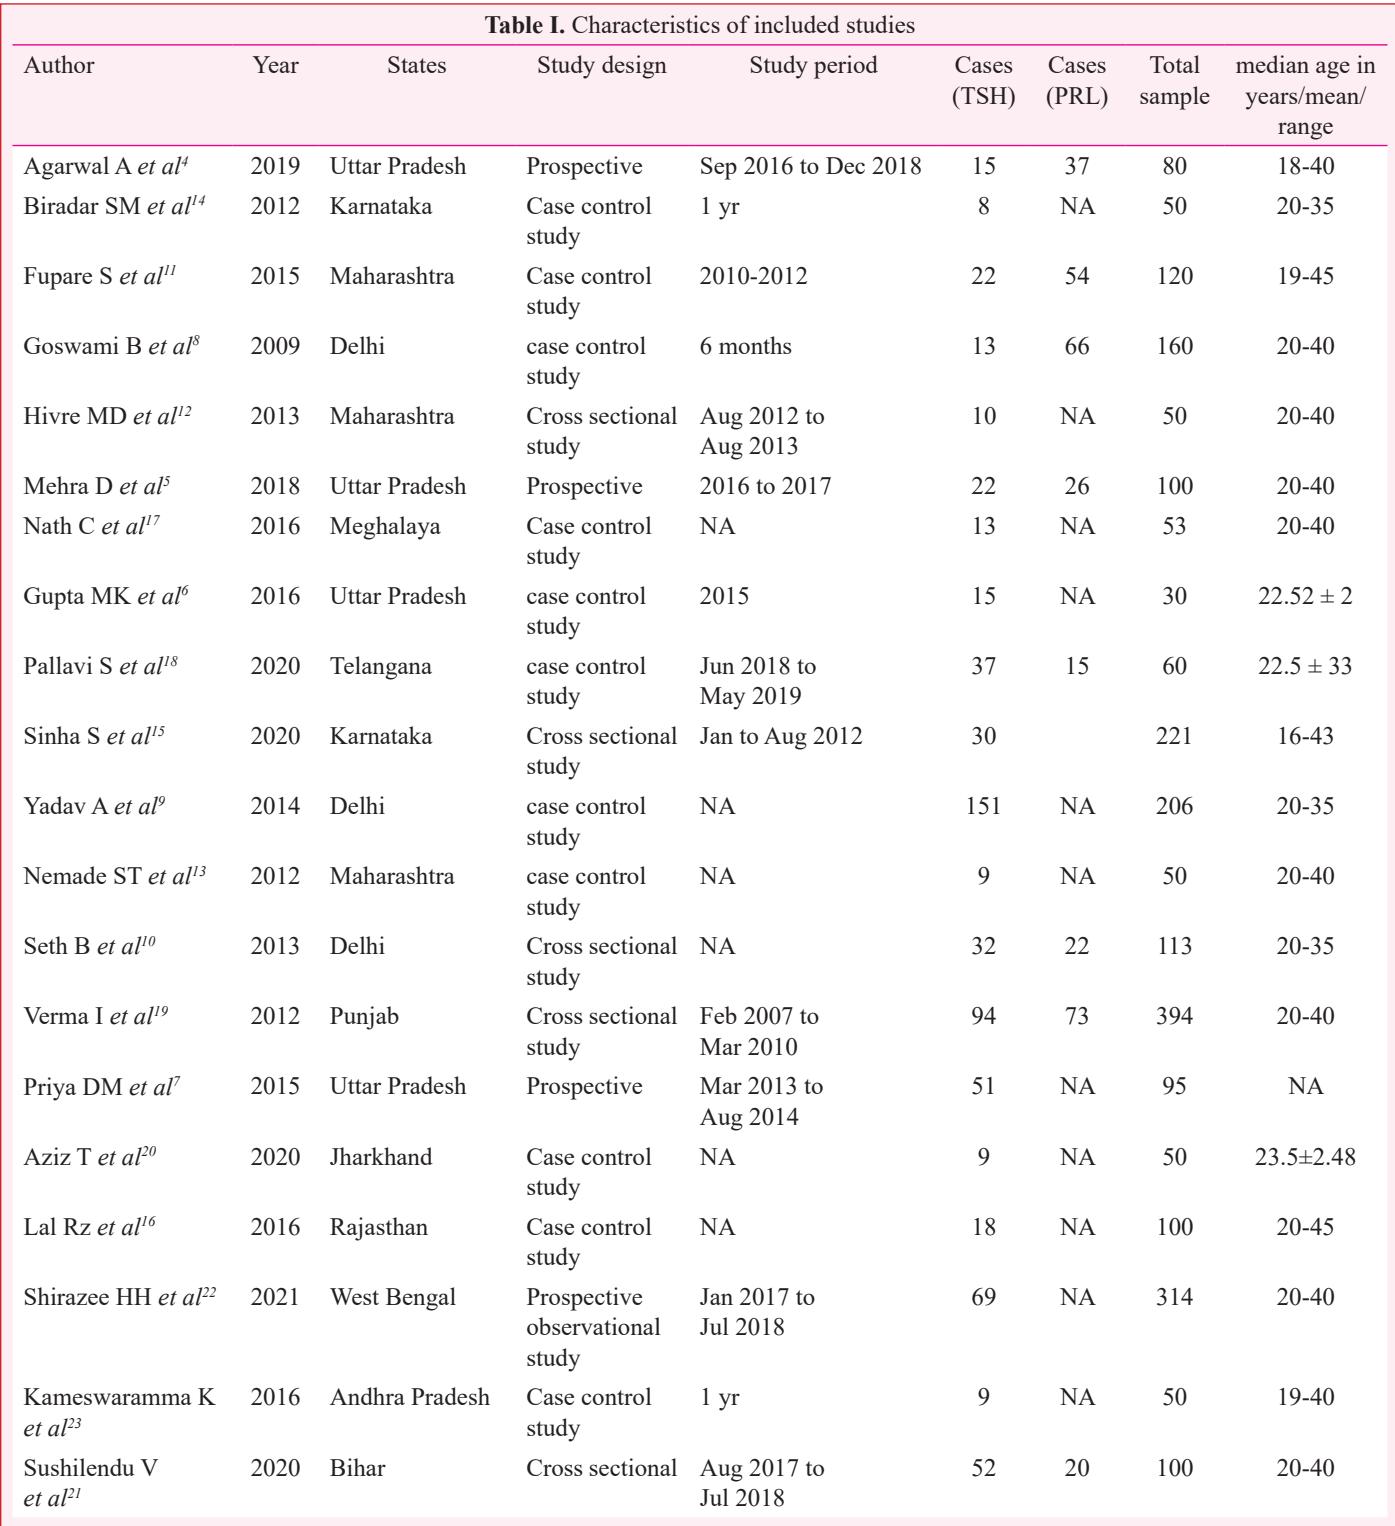 Table I. Characteristics of included studies
Author Year States Study design Study period Cases Cases Total median age in
(TSH) (PRL) sample years/mean/
range
Agarwal A et al4 2019 Uttar Pradesh Prospective Sep 2016 to Dec 2018 15 37 80 18-40
Biradar SM et al14 2012 Karnataka Case control 1 yr 8 NA 50 20-35
study
Fupare S et al11 2015 Maharashtra Case control 2010-2012 22 54 120 19-45
study
Goswami B et al8 2009 Delhi case control 6 months 13 66 160 20-40
study
Hivre MD et al12 2013 Maharashtra Cross sectional Aug 2012 to 10 NA 50 20-40
study Aug 2013
Mehra D et al5 2018 Uttar Pradesh Prospective 2016 to 2017 22 26 100 20-40
Nath C et al17 2016 Meghalaya Case control NA 13 NA 53 20-40
study
Gupta MK et al6 2016 Uttar Pradesh case control 2015 15 NA 30 22.52 ± 2
study
Pallavi S et al18 2020 Telangana case control Jun 2018 to 37 15 60 22.5 ± 33
study May 2019
Sinha S et al15 2020 Karnataka Cross sectional Jan to Aug 2012 30 221 16-43
study
Yadav A et al9 2014 Delhi case control NA 151 NA 206 20-35
study
Nemade ST et al13 2012 Maharashtra case control NA 9 NA 50 20-40
study
Seth B et al10 2013 Delhi Cross sectional NA 32 22 113 20-35
study
Verma I et al19 2012 Punjab Cross sectional Feb 2007 to 94 73 394 20-40
study Mar 2010
Priya DM et al7 2015 Uttar Pradesh Prospective Mar 2013 to 51 NA 95 NA
Aug 2014
Aziz T et al20 2020 Jharkhand Case control NA 9 NA 50 23.5±2.48
study
Lal Rz et al16 2016 Rajasthan Case control NA 18 NA 100 20-45
study
Shirazee HH et al22 2021 West Bengal Prospective Jan 2017 to 69 NA 314 20-40
observational Jul 2018
study
Kameswaramma K 2016 Andhra Pradesh Case control 1 yr 9 NA 50 19-40
et al23 study
Sushilendu V 2020 Bihar Cross sectional Aug 2017 to 52 20 100 20-40
et al21 Jul 2018